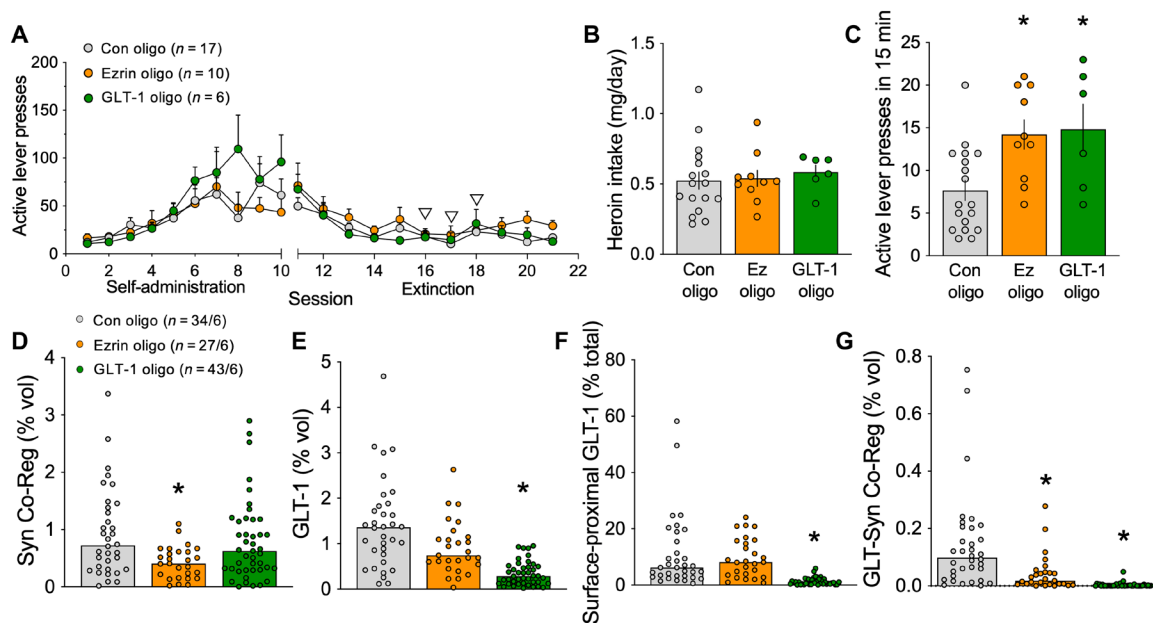 A
Con oligo (n = 17)
Ezrin oligo (n = 10)
GLT-1 oligo (n = 6)
Active lever presses
200
150
100
50
0
0 2 4 6 8 10 12 14 16 18 20 22
Self-administration
Session
Extinction
B
Heroin intake (mg/day)
1.5
1.0
0.5
0.0
Con oligo
Ez oligo
GLT-1 oligo
C
Active lever presses in 15 min
25
20
15
10
5
0
* *
Con oligo
Ez oligo
GLT-1 oligo
D
Con oligo (n = 34/6)
Ezrin oligo (n = 27/6)
GLT-1 oligo (n = 43/6)
Syn Co-Reg (% vol)
4
3
2
1
0
*
E
GLT-1 (% vol)
5
4
3
2
1
0
*
F
Surface-proximal GLT-1 (% total)
80
60
40
20
0
*
G
GLT-Syn Co-Reg (% vol)
0.8
0.6
0.4
0.2
0.0
* *